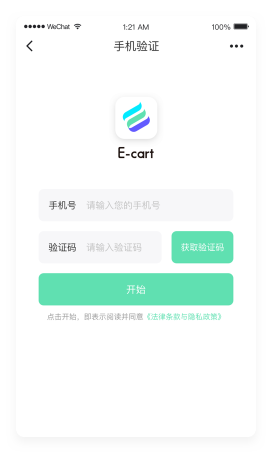 ●●●●● WeChat 1:21 AM 100%
手机验证
E-cart
手机号 请输入您的手机号
验证码 请输入验证码 获取验证码
开始
点击开始，即表示阅读并同意《法律条款与隐私政策》